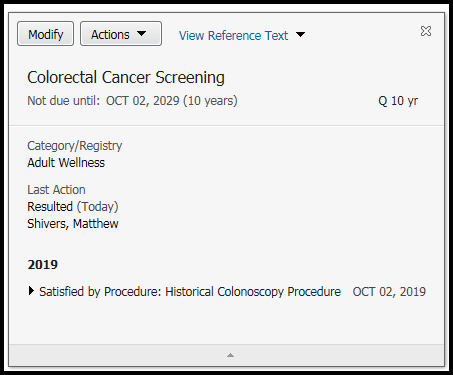 Modify Actions View Reference Text
Colorectal Cancer Screening
Not due until: OCT 02, 2029 (10 years) Q 10 yr
Category/Registry
Adult Wellness
Last Action
Resulted (Today)
Shivers, Matthew
2019
Satisfied by Procedure: Historical Colonoscopy Procedure OCT 02, 2019